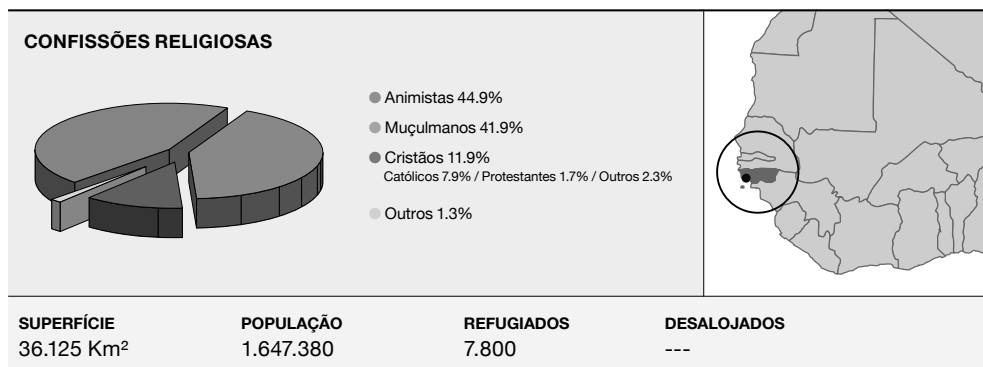 CONFISSÕES RELIGIOSAS
Animistas 44.9%
Muçulmanos 41.9%
Cristãos 11.9%
Católicos 7.9% / Protestantes 1.7% / Outros 2.3%
Outros 1.3%
SUPERFÍCIE
36.125 Km²
POPULAÇÃO
1.647.380
REFUGIADOS
7.800
DESALOJADOS
---